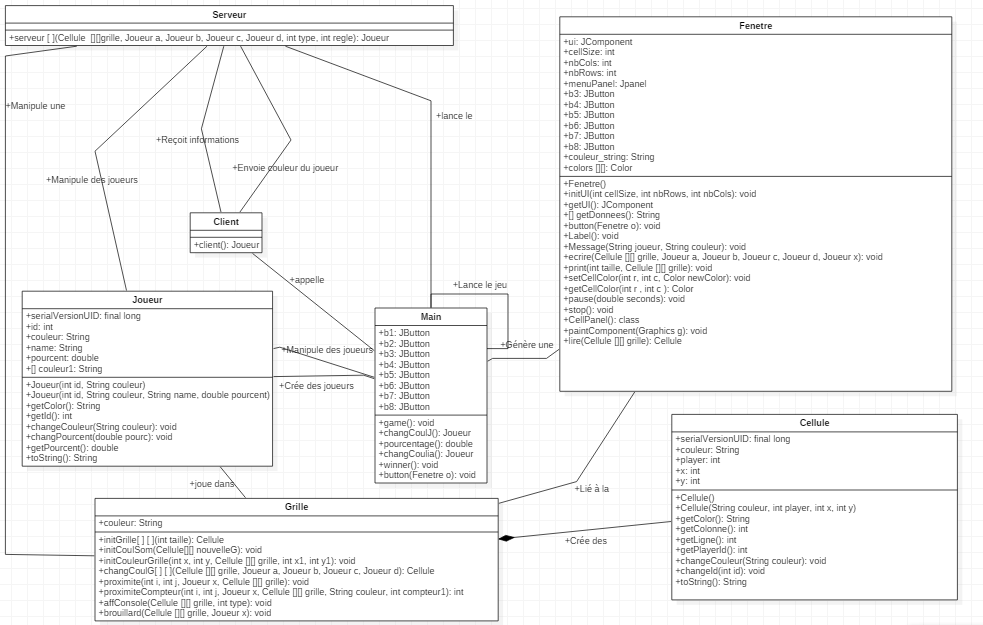 Serveur
+serveur [ ](Cellule [][]grille, Joueur a, Joueur b, Joueur c, Joueur d, int type, int regle): Joueur
+Manipule une
+Manipule des joueurs
+Reçoit informations
+Envoie couleur du joueur
+lance le
Client
+client(): Joueur
+appelle
Joueur
+serialVersionUID: final long
+id: int
+couleur: String
+name: String
+pourcent: double
+[] couleur1: String
+Joueur(int id, String couleur)
+Joueur(int id, String couleur, String name, double pourcent)
+getColor(): String
+getId(): int
+changeCouleur(String couleur): void
+changPourcent(double pourc): void
+getPourcent(): double
+toString(): String
+Manipule des joueurs
+Crée des joueurs
+joue dans
Main
+b1: JButton
+b2: JButton
+b3: JButton
+b4: JButton
+b5: JButton
+b6: JButton
+b7: JButton
+b8: JButton
+game(): void
+changCoulJ(): Joueur
+pourcentage(): double
+changCoulia(): Joueur
+winner(): void
+button(Fenetre o): void
+Lance le jeu
+Génère une
Fenetre
+ui: JComponent
+cellSize: int
+nbCols: int
+nbRows: int
+menuPanel: Jpanel
+b3: JButton
+b4: JButton
+b5: JButton
+b6: JButton
+b7: JButton
+b8: JButton
+couleur_string: String
+colors [][]: Color
+Fenetre()
+initUI(int cellSize, int nbRows, int nbCols): void
+getUI(): JComponent
+[] getDonnees(): String
+button(Fenetre o): void
+Label(): void
+Message(String joueur, String couleur): void
+ecrire(Cellule [][] grille, Joueur a, Joueur b, Joueur c, Joueur d, Joueur x): void
+print(int taille, Cellule [][] grille): void
+setCellColor(int r, int c, Color newColor): void
+getCellColor(int r , int c ): Color
+pause(double seconds): void
+stop(): void
+CellPanel(): class
+paintComponent(Graphics g): void
+lire(Cellule [][] grille): Cellule
+Lié à la
+Crée des
Cellule
+serialVersionUID: final long
+couleur: String
+player: int
+x: int
+y: int
+Cellule()
+Cellule(String couleur, int player, int x, int y)
+getColor(): String
+getColonne(): int
+getLigne(): int
+getPlayerId(): int
+changeCouleur(String couleur): void
+changeId(int id): void
+toString(): String
Grille
+couleur: String
+initGrille[ ] [ ](int taille): Cellule
+initCoulSom(Cellule[][] nouvelleG): void
+initCouleurGrille(int x, int y, Cellule [][] grille, int x1, int y1): void
+changCoulG[ ] [ ](Cellule [][] grille, Joueur a, Joueur b, Joueur c, Joueur d): Cellule
+proximite(int i, int j, Joueur x, Cellule [][] grille): void
+proximiteCompteur(int i, int j, Joueur x, Cellule [][] grille, String couleur, int compteur1): int
+affConsole(Cellule [][] grille, int type): void
+brouillard(Cellule [][] grille, Joueur x): void